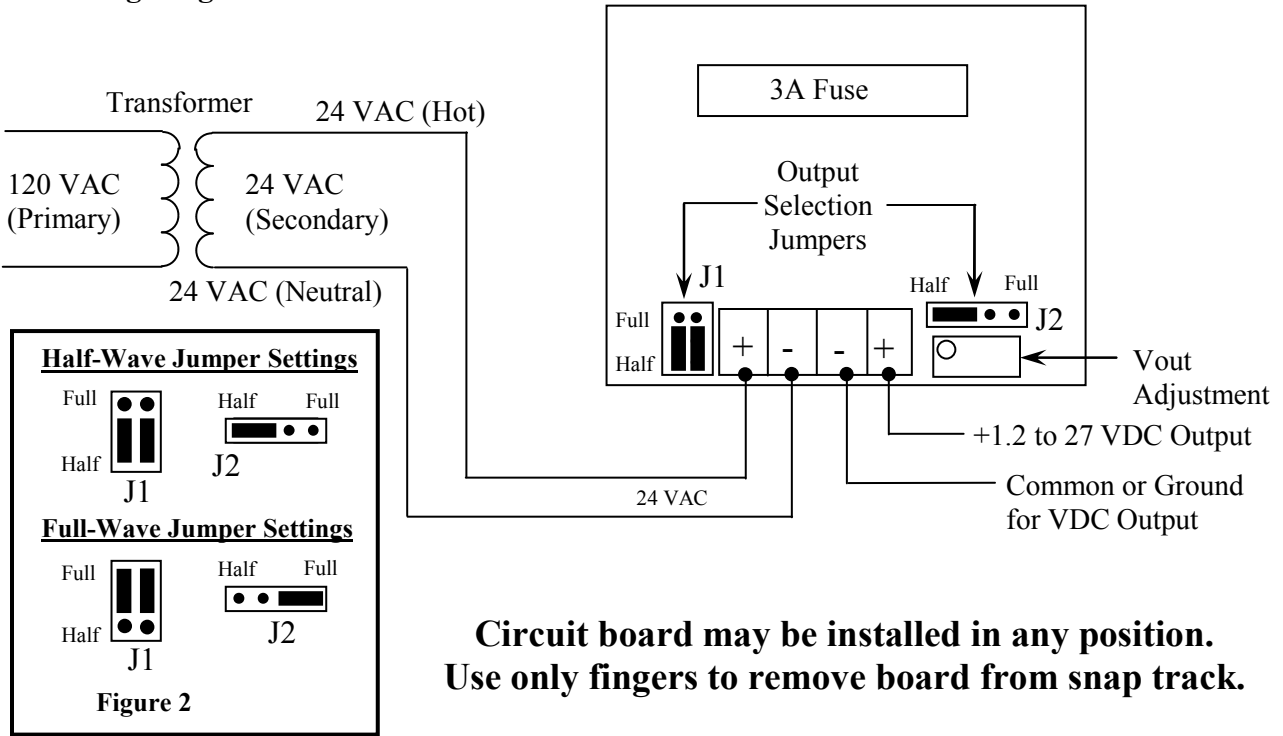 3A Fuse
Transformer
24 VAC (Hot)
120 VAC
(Primary)
24 VAC
(Secondary)
24 VAC (Neutral)
Output
Selection
Jumpers
J1
Full
Half
+ - - +
Half Full
J2
Vout
Adjustment
+1.2 to 27 VDC Output
Common or Ground
for VDC Output
24 VAC
Half-Wave Jumper Settings
Full
Half
J1
Half Full
J2
Full-Wave Jumper Settings
Full
Half
J1
Half Full
J2
Figure 2
Circuit board may be installed in any position.
Use only fingers to remove board from snap track.